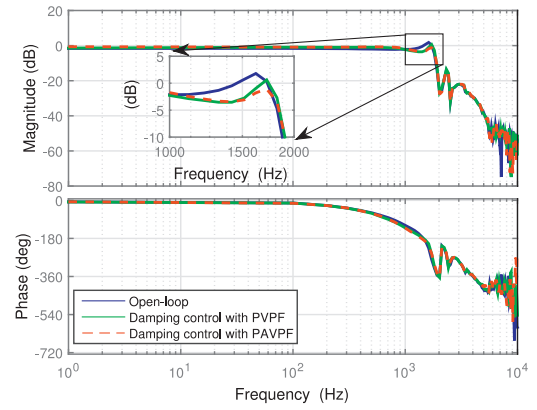 20
0
-20
-40
-60
-80
Magnitude (dB)
5
0
-5
-10
(dB)
1000 1500 2000
Frequency (Hz)
0
-180
-360
-540
-720
Phase (deg)
Open-loop
Damping control with PVPF
Damping control with PAVPF
10^0 10^1 10^2 10^3 10^4
Frequency (Hz)